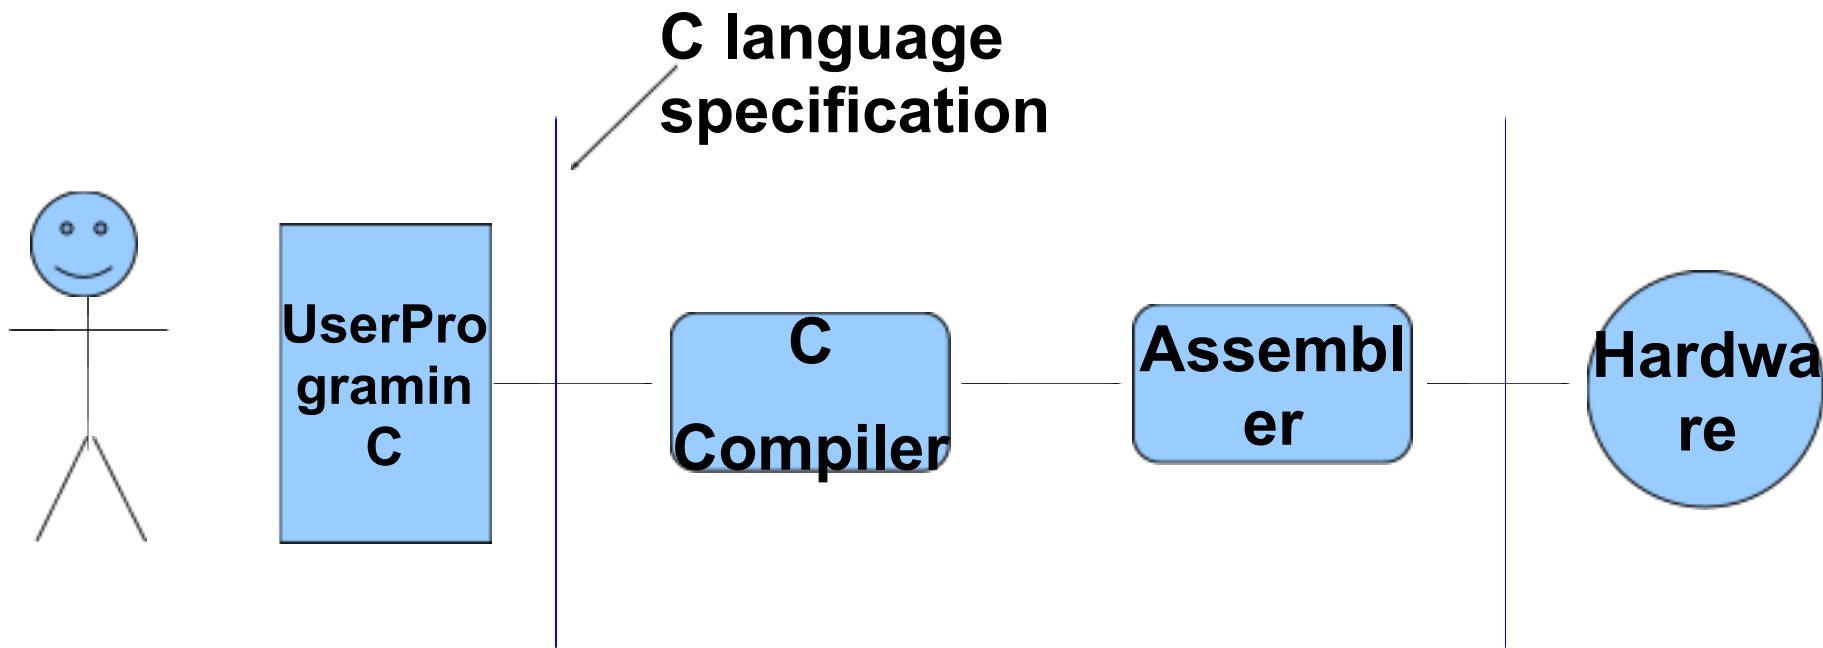 C language
specification
UserPro
gramin
C
C
Compiler
Assembl
er
Hardwa
re